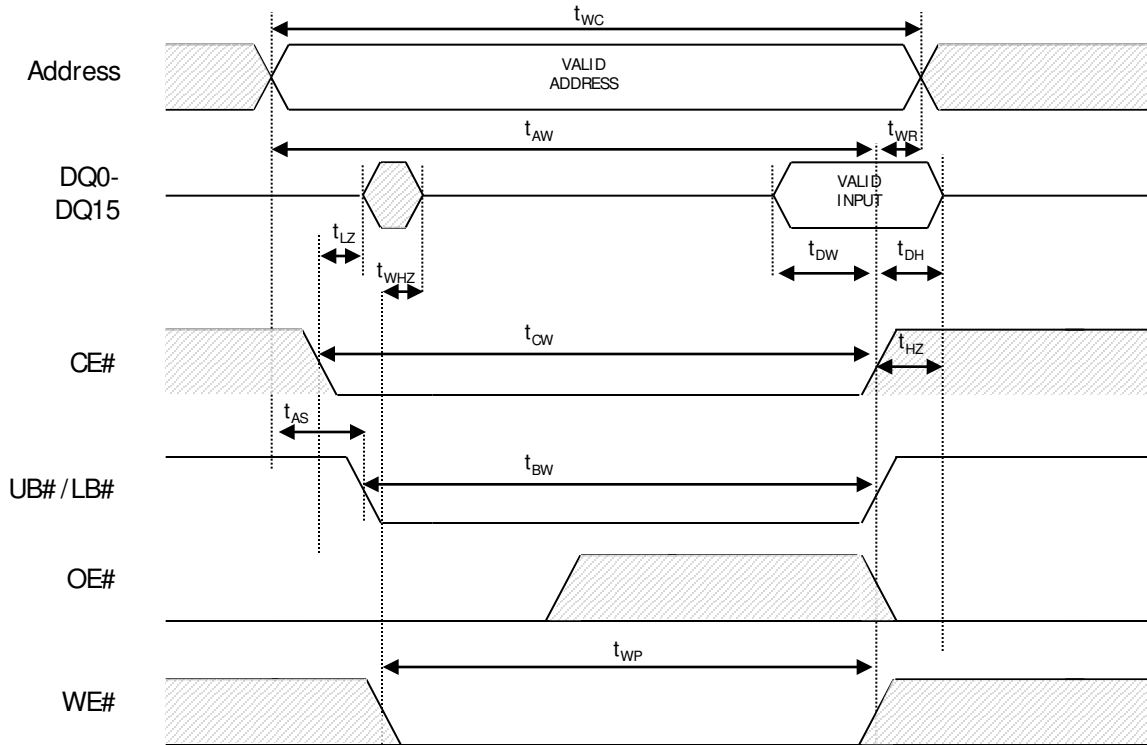 tWC
Address
VALID
ADDRESS
tAW
tWR
DQ0-
DQ15
VALID
INPUT
tLZ
tDW
tDH
tWHZ
tCW
CE#
tHZ
tAS
UB# / LB#
tBW
OE#
tWP
WE#